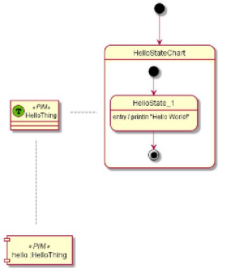 HelloStateChart
HelloState_1
entry / println "Hello World!"
T
«PIM»
HelloThing
«PIM»
hello :HelloThing